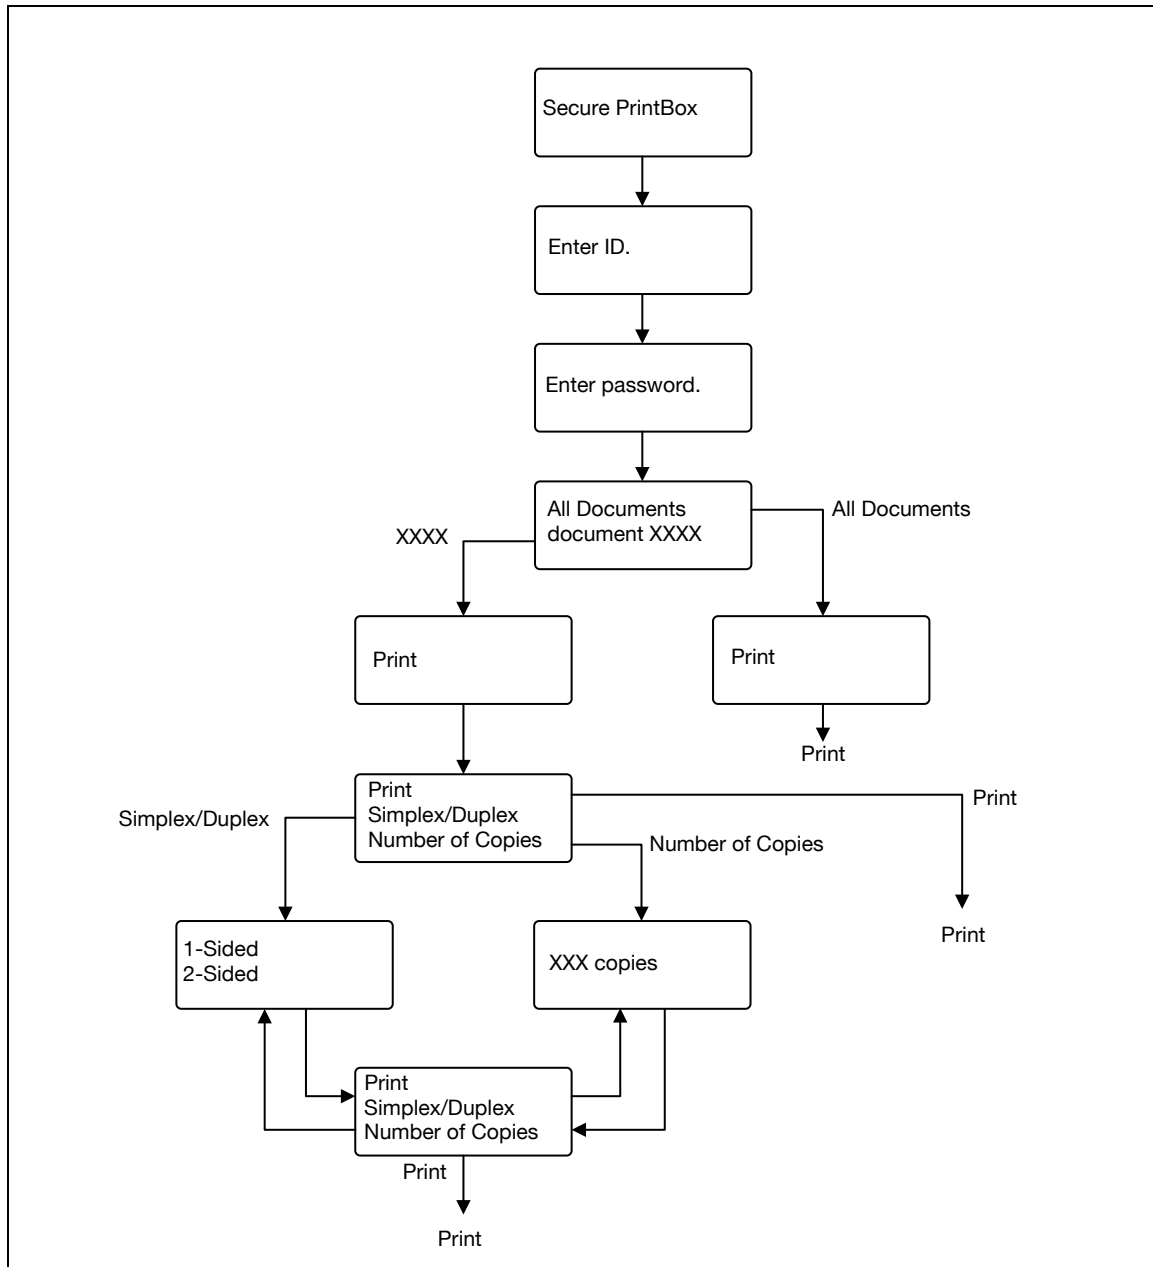 Secure PrintBox
Enter ID.
Enter password.
All Documents
document XXXX
XXXX
All Documents
Print
Print
Print
Print
Simplex/Duplex
Number of Copies
Simplex/Duplex
Number of Copies
Print
Print
1-Sided
2-Sided
XXX copies
Print
Simplex/Duplex
Number of Copies
Print
Print